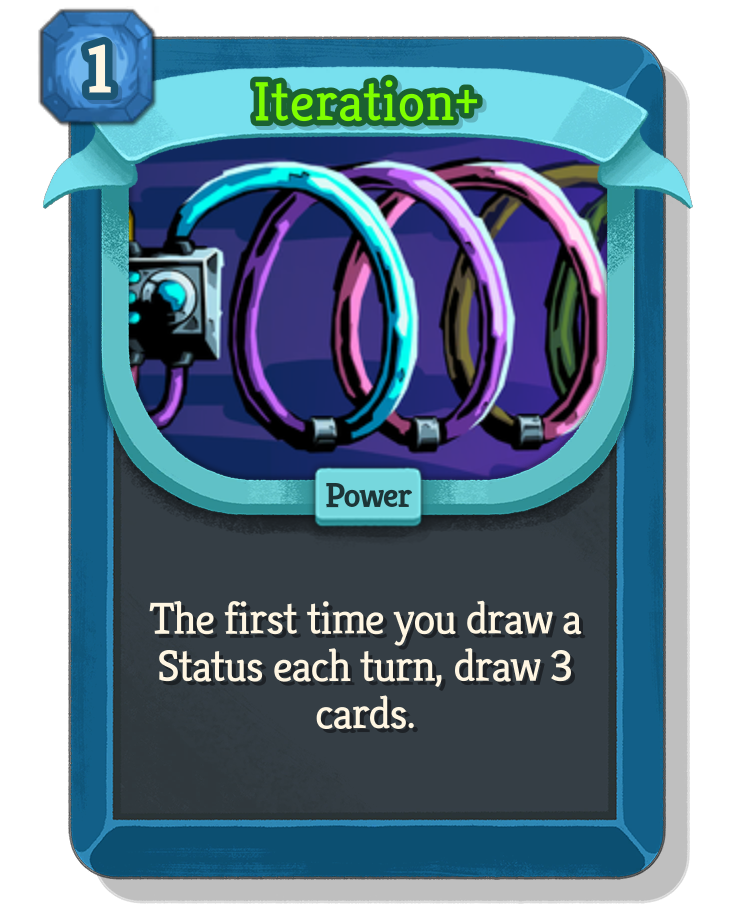 1
Iteration+
Power
The first time you draw a
Status each turn, draw 3
cards.